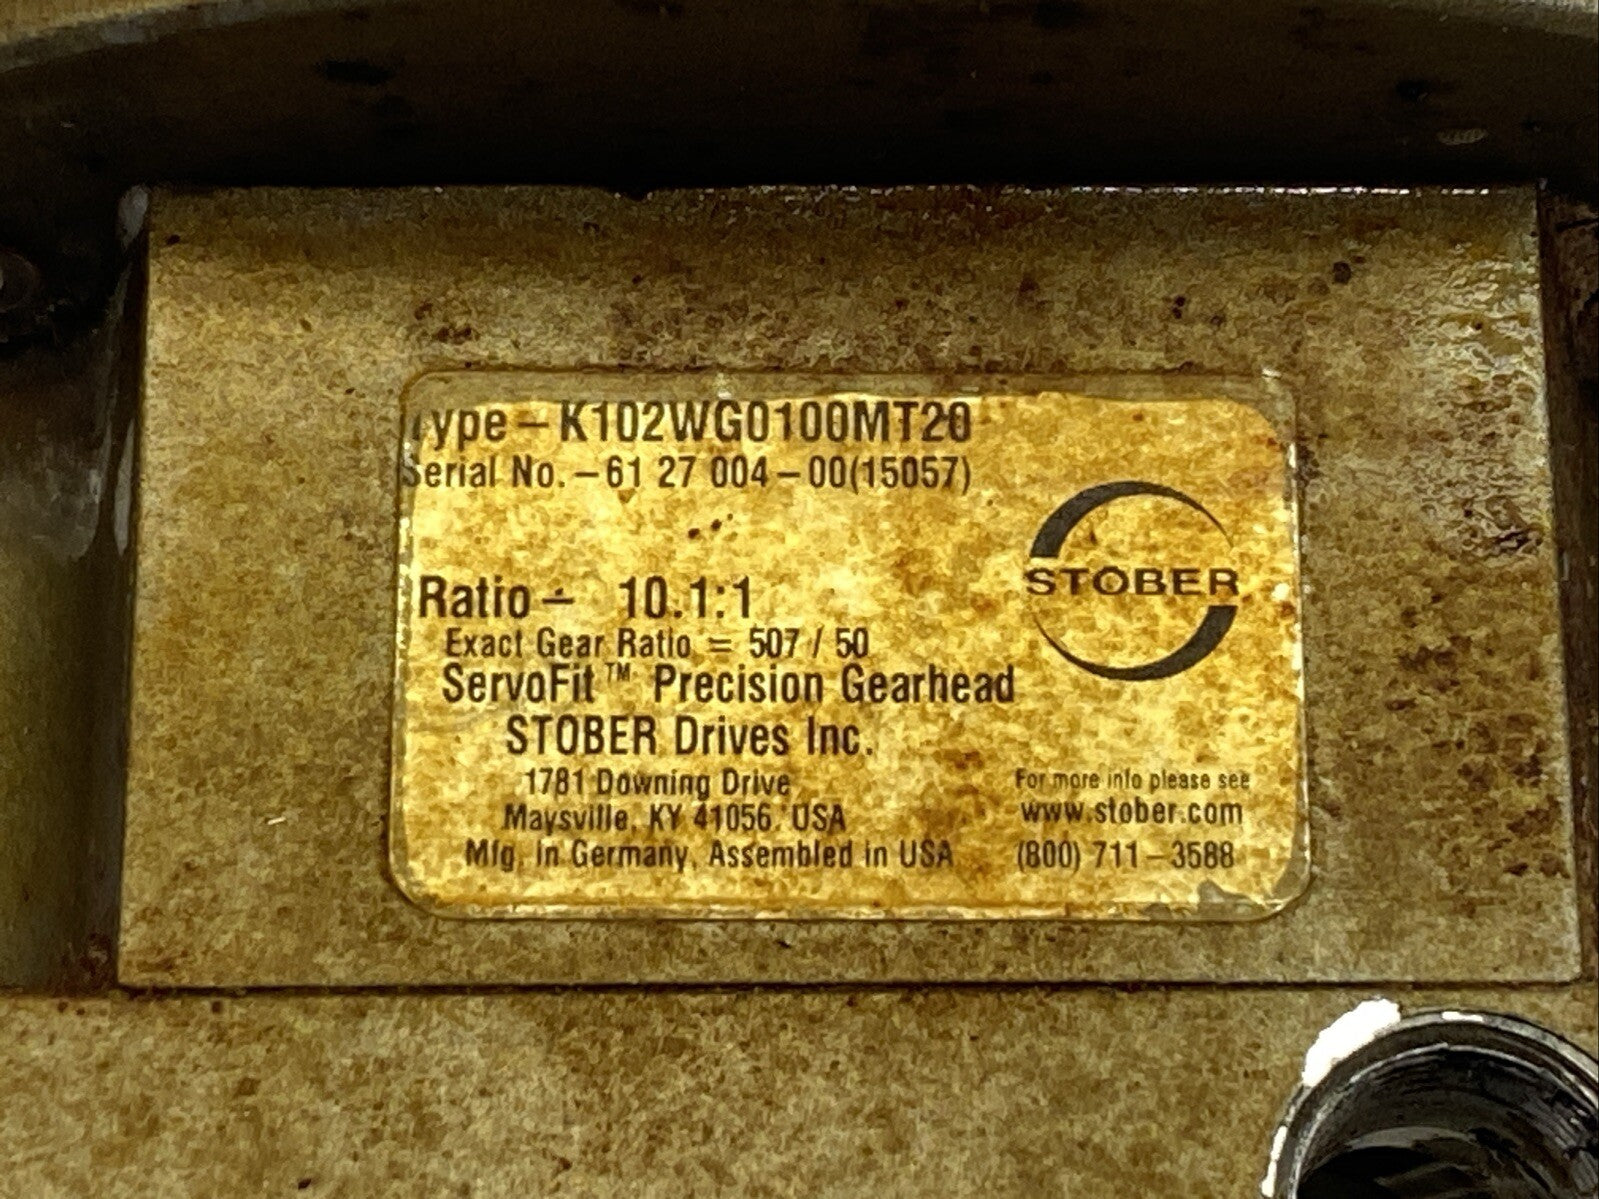 Type – K102WG0100MT20
Serial No. – 61 27 004 – 00(15057)
STOBER
Ratio – 10.1:1
Exact Gear Ratio = 507 / 50
ServoFit™ Precision Gearhead
STOBER Drives Inc.
1781 Downing Drive
Maysville, KY 41056, USA
Mfg. in Germany, Assembled in USA
For more info please see
www.stober.com
(800) 711 – 3588